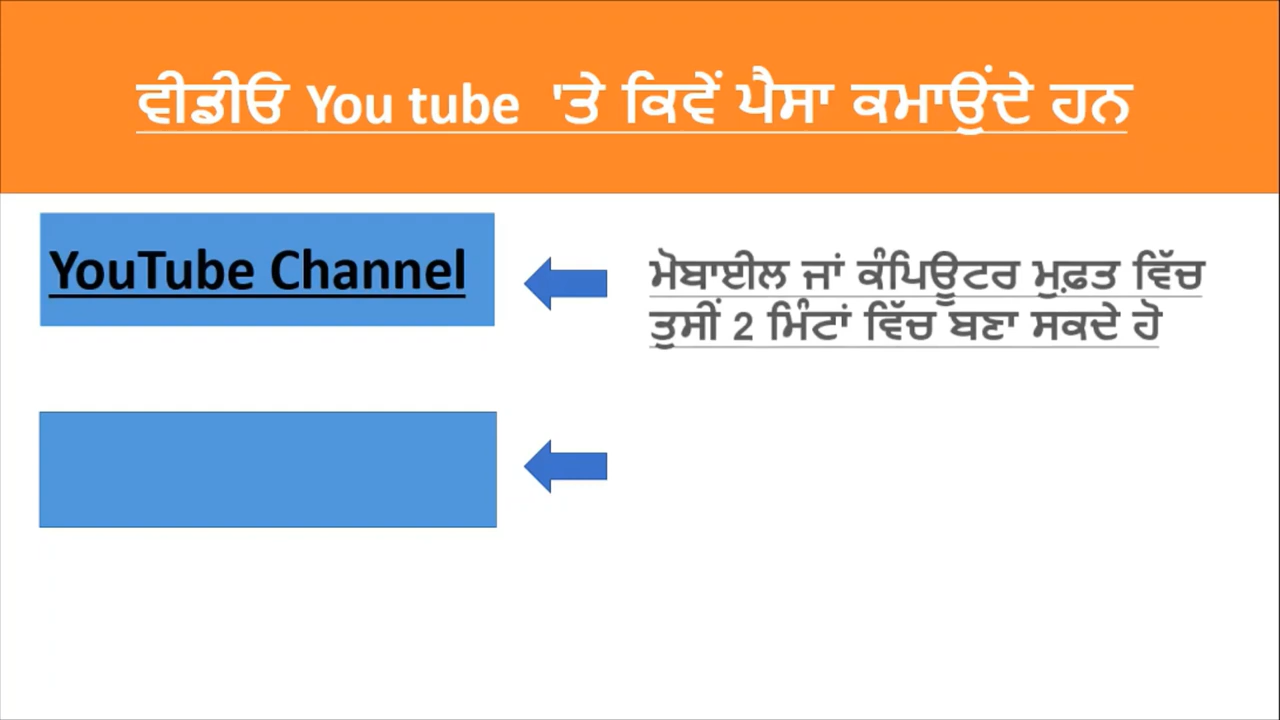 ਵੀਡੀਓ You tube 'ਤੇ ਕਿਵੇਂ ਪੈਸਾ ਕਮਾਉਂਦੇ ਹਨ
YouTube Channel
ਮੋਬਾਈਲ ਜਾਂ ਕੰਪਿਊਟਰ ਮੁਫ਼ਤ ਵਿੱਚ
ਤੁਸੀਂ 2 ਮਿੰਟਾਂ ਵਿੱਚ ਬਣਾ ਸਕਦੇ ਹੋ